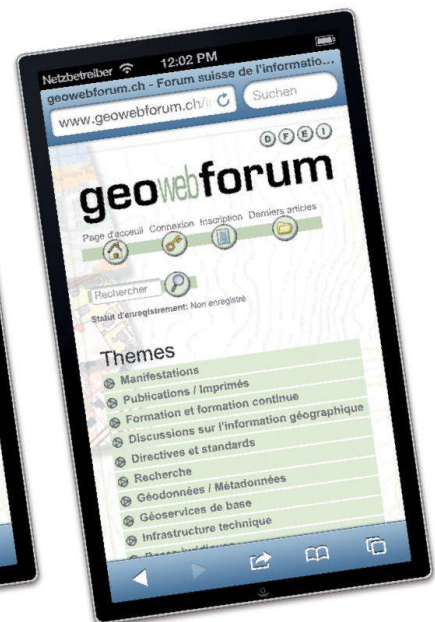 Netzbetreiber 12:02 PM
geowebforum.ch - Forum suisse de l'informatio...
www.geowebforum.ch/i Suchen
D F E I
geowebforum
Page d'acceuil Connexion Inscription Derniers articles
Rechercher
Statut d'enregistrement: Non enregistré
Themes
Manifestations
Publications / Imprimés
Formation et formation continue
Discussions sur l'information géographique
Directives et standards
Recherche
Géodonnées / Métadonnées
Géoservices de base
Infrastructure technique